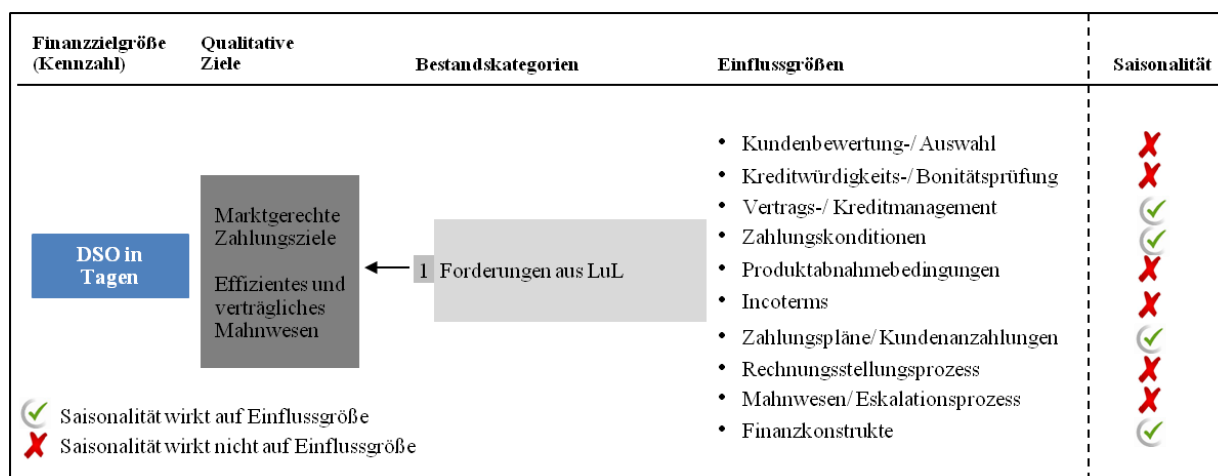 Finanzzielgröße
(Kennzahl)
Qualitative
Ziele
Bestandskategorien
Einflussgrößen
Saisonalität
DSO in
Tagen
Marktgerechte
Zahlungsziele
Effizientes und
verträgliches
Mahnwesen
1 Forderungen aus LuL
• Kundenbewertung-/ Auswahl
• Kreditwürdigkeits-/ Bonitätsprüfung
• Vertrags-/ Kreditmanagement
• Zahlungskonditionen
• Produktabnahmebedingungen
• Incoterms
• Zahlungspläne/ Kundenanzahlungen
• Rechnungsstellungsprozess
• Mahnwesen/ Eskalationsprozess
• Finanzkonstrukte
Saisonalität wirkt auf Einflussgröße
Saisonalität wirkt nicht auf Einflussgröße